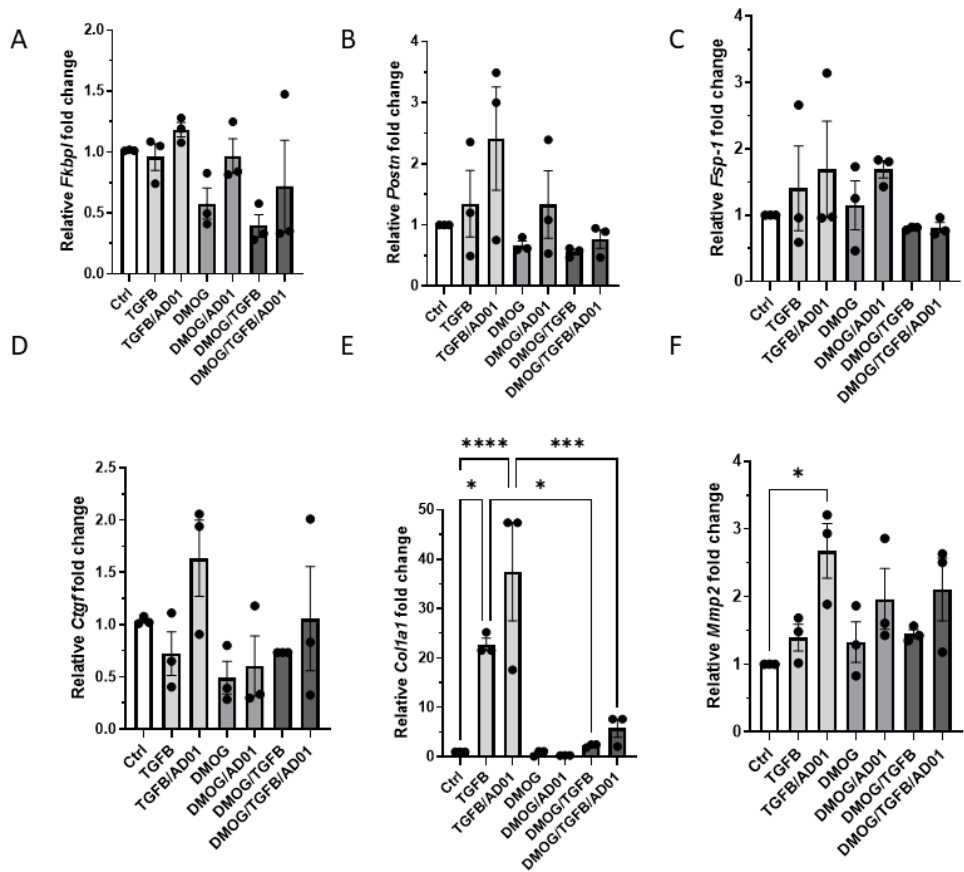 A
Relative Fkbpl fold change
2.0
1.5
1.0
0.5
0.0
Ctrl
TGFB
TGFB/AD01
DMOG
DMOG/AD01
DMOG/TGFB
DMOG/TGFB/AD01
B
Relative Postn fold change
4
3
2
1
0
Ctrl
TGFB
TGFB/AD01
DMOG
DMOG/AD01
DMOG/TGFB
DMOG/TGFB/AD01
C
Relative Fsp-1 fold change
4
3
2
1
0
Ctrl
TGFB
TGFB/AD01
DMOG
DMOG/AD01
DMOG/TGFB
DMOG/TGFB/AD01
D
Relative Ctgf fold change
2.5
2.0
1.5
1.0
0.5
0.0
Ctrl
TGFB
TGFB/AD01
DMOG
DMOG/AD01
DMOG/TGFB
DMOG/TGFB/AD01
E
**** ***
* *
Relative Col1a1 fold change
50
40
30
20
10
0
Ctrl
TGFB
TGFB/AD01
DMOG
DMOG/AD01
DMOG/TGFB
DMOG/TGFB/AD01
F
*
Relative Mmp2 fold change
4
3
2
1
0
Ctrl
TGFB
TGFB/AD01
DMOG
DMOG/AD01
DMOG/TGFB
DMOG/TGFB/AD01